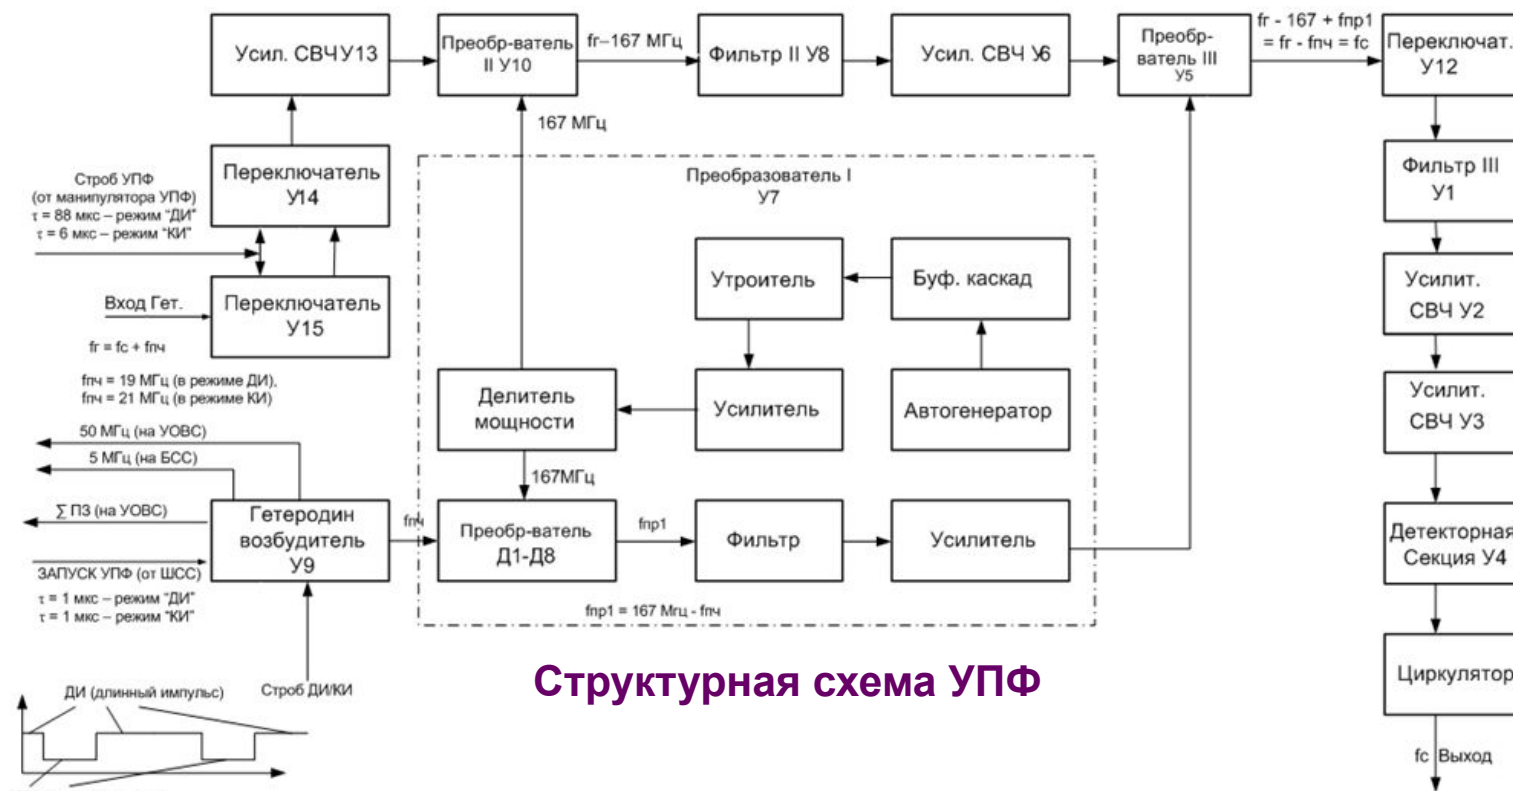 Усил. СВЧ У13
Преобр-ватель
II У10
fг–167 МГц
Фильтр II У8
Усил. СВЧ У6
Преобр-
ватель III
У5
fг - 167 + fпр1
= fг - fпч = fс
Переключат.
У12
167 МГц
Переключатель
У14
Строб УПФ
(от манипулятора УПФ)
τ = 88 мкс – режим "ДИ"
τ = 6 мкс – режим "КИ"
Преобразователь I
У7
Фильтр III
У1
Переключатель
У15
Вход Гет.
fг = fс + fпч
fпч = 19 МГц (в режиме ДИ),
fпч = 21 МГц (в режиме КИ)
Утроитель
Буф. каскад
Усилит.
СВЧ У2
Делитель
мощности
Усилитель
Автогенератор
Усилит.
СВЧ У3
50 МГц (на УОВС)
5 МГц (на БСС)
∑ ПЗ (на УОВС)
ЗАПУСК УПФ (от ШСС)
τ = 1 мкс – режим "ДИ"
τ = 1 мкс – режим "КИ"
Гетеродин
возбудитель
У9
fпч
167МГц
Преобр-ватель
Д1-Д8
fпр1
Фильтр
Усилитель
Детекторная
Секция У4
fпр1 = 167 Мгц - fпч
Структурная схема УПФ
Циркулятор
ДИ (длинный импульс)
Строб ДИ/КИ
fс
Выход